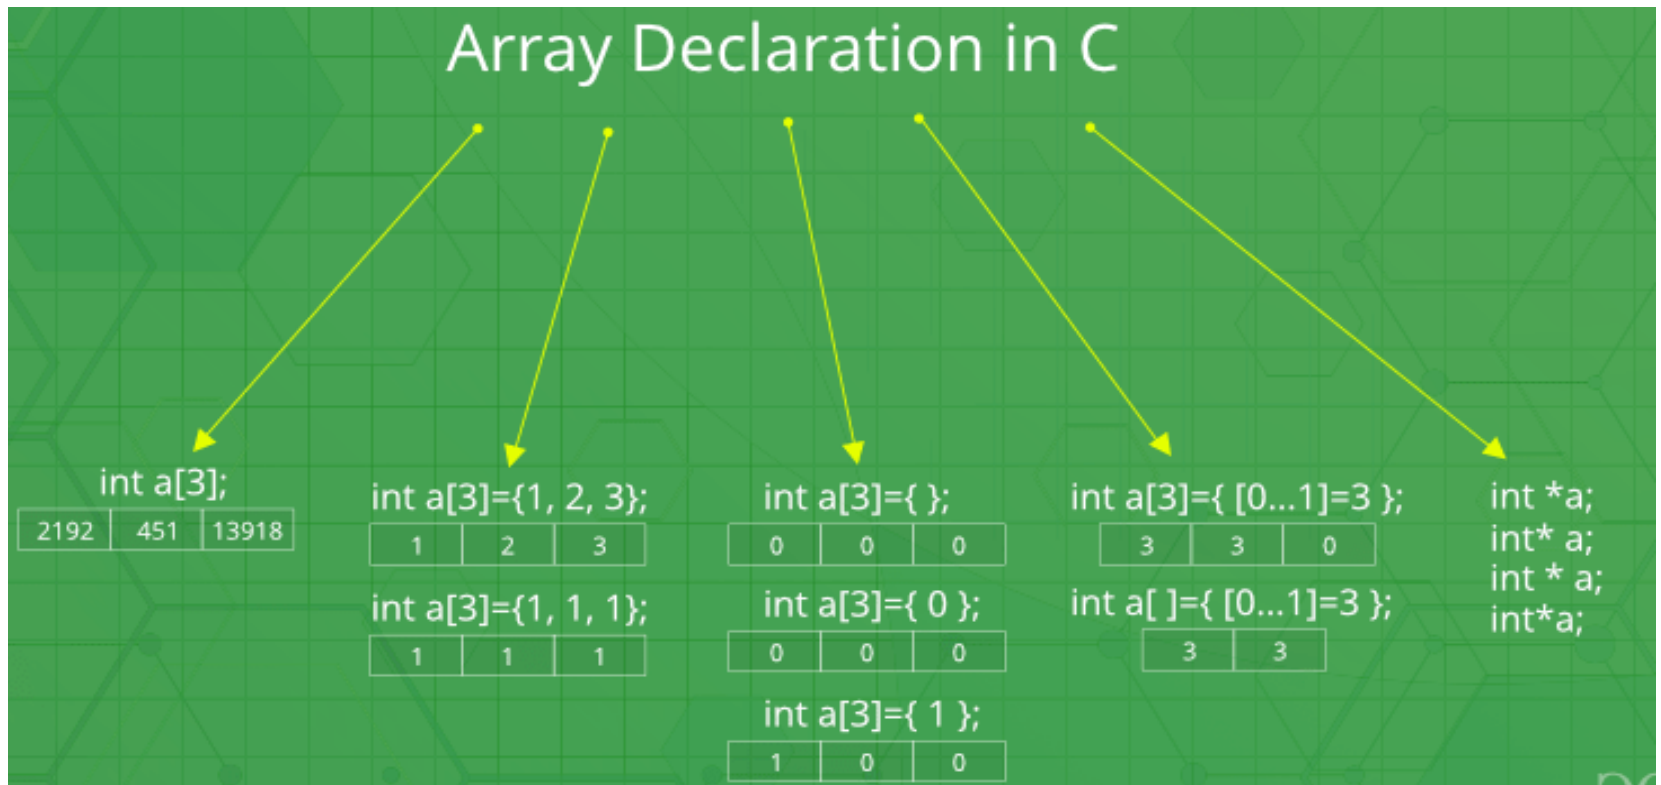 Array Declaration in C
int a[3];
2192 451 13918
int a[3]={1, 2, 3};
1 2 3
int a[3]={1, 1, 1};
1 1 1
int a[3]={ };
0 0 0
int a[3]={ 0 };
0 0 0
int a[3]={ 1 };
1 0 0
int a[3]={ [0...1]=3 };
3 3 0
int a[ ]={ [0...1]=3 };
3 3
int *a;
int* a;
int * a;
int*a;